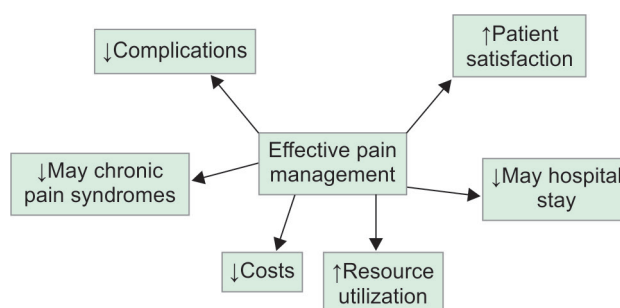 ↓Complications
↑Patient
satisfaction
Effective pain
management
↓May chronic
pain syndromes
↓May hospital
stay
↓Costs
↑Resource
utilization